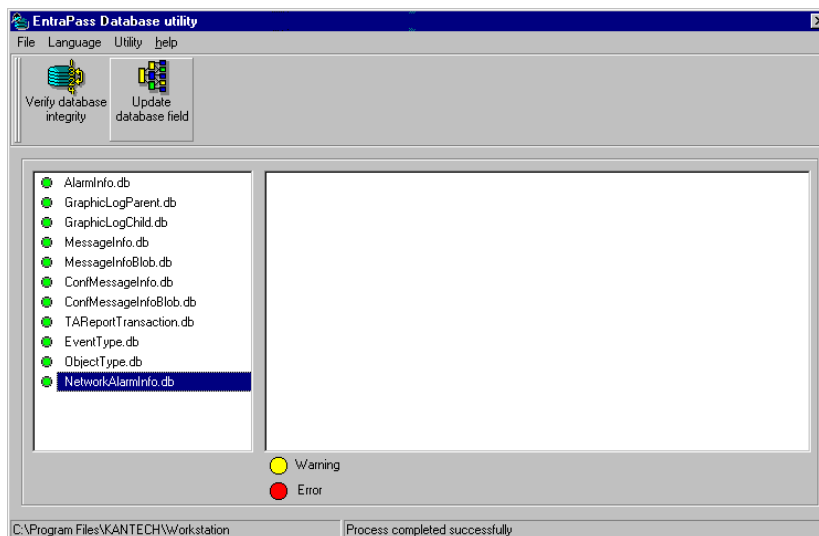 EntraPass Database utility
File Language Utility help
Verify database integrity
Update database field
AlarmInfo.db
GraphicLogParent.db
GraphicLogChild.db
MessageInfo.db
MessageInfoBlob.db
ConfMessageInfo.db
ConfMessageInfoBlob.db
TAReportTransaction.db
EventType.db
ObjectType.db
NetworkAlarmInfo.db
Warning
Error
C:\Program Files\KANTECH\Workstation
Process completed successfully